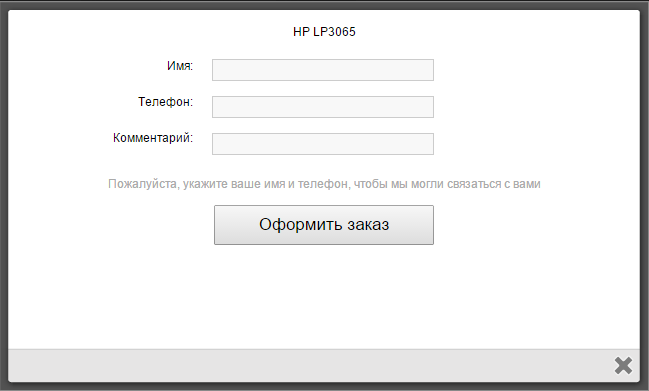 HP LP3065
Имя:
Телефон:
Комментарий:
Пожалуйста, укажите ваше имя и телефон, чтобы мы могли связаться с вами
Оформить заказ